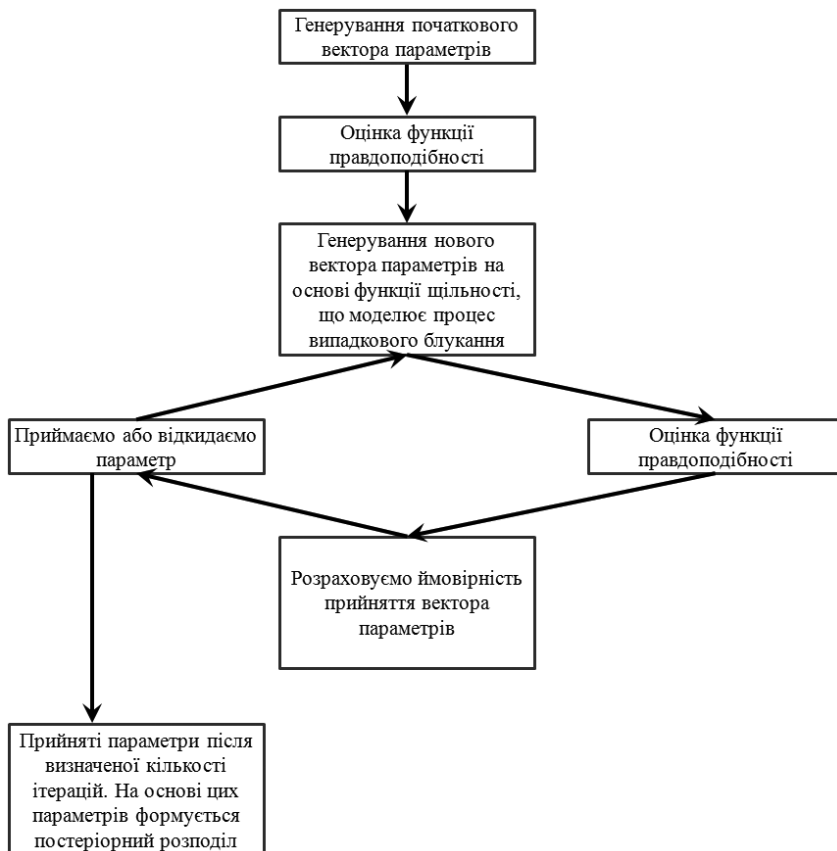 Генерування початкового
вектора параметрів
Оцінка функції
правдоподібності
Генерування нового
вектора параметрів на
основі функції щільності,
що моделює процес
випадкового блукання
Приймаємо або відкидаємо
параметр
Оцінка функції
правдоподібності
Розраховуємо ймовірність
прийняття вектора
параметрів
Прийняті параметри після
визначеної кількості
ітерацій. На основі цих
параметрів формується
постеріорний розподіл